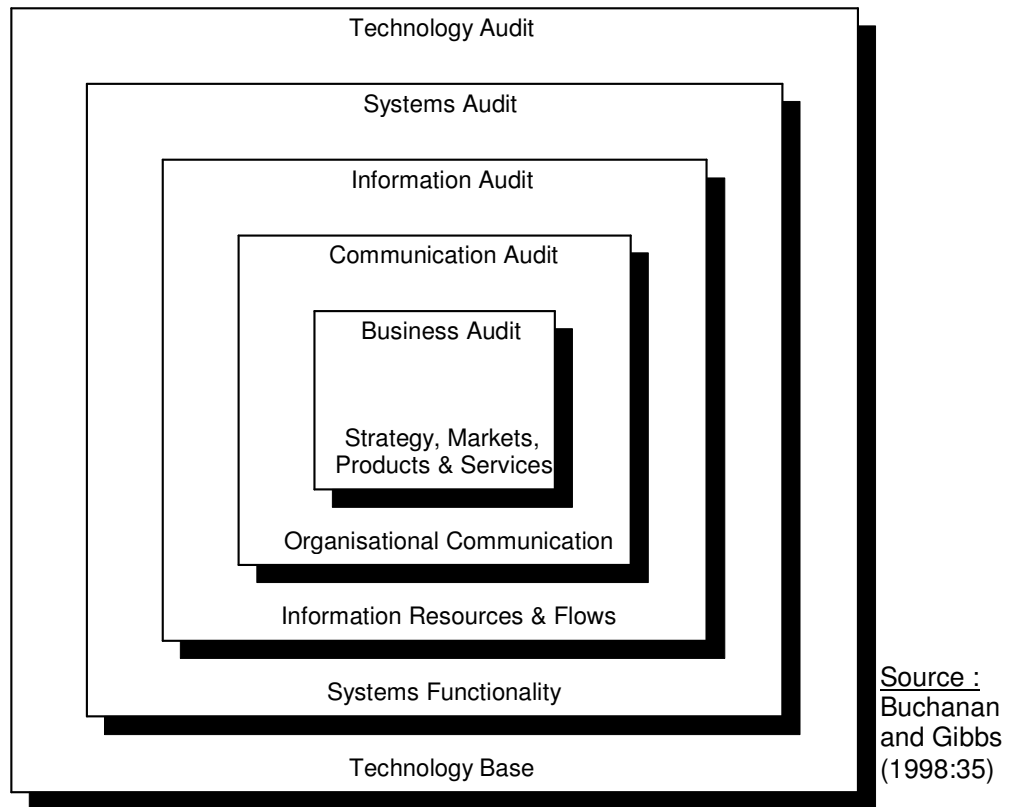 Technology Audit
Systems Audit
Information Audit
Communication Audit
Business Audit
Strategy, Markets,
Products & Services
Organisational Communication
Information Resources & Flows
Systems Functionality
Technology Base
Source :
Buchanan
and Gibbs
(1998:35)